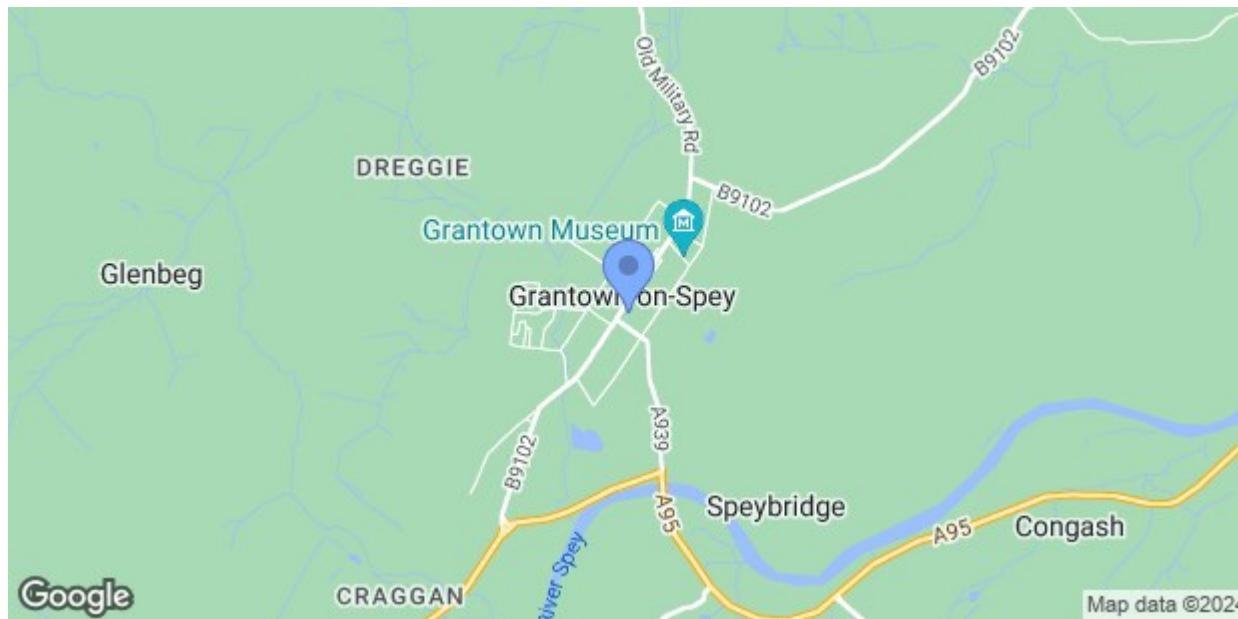 Old Military Rd
B9102
DREGGIE
B9102
Grantown Museum
M
Glenbeg
Grantown-on-Spey
A939
B9102
Speybridge
A95
A95
Congash
River Spey
CRAGGAN
Google
Map data ©2024